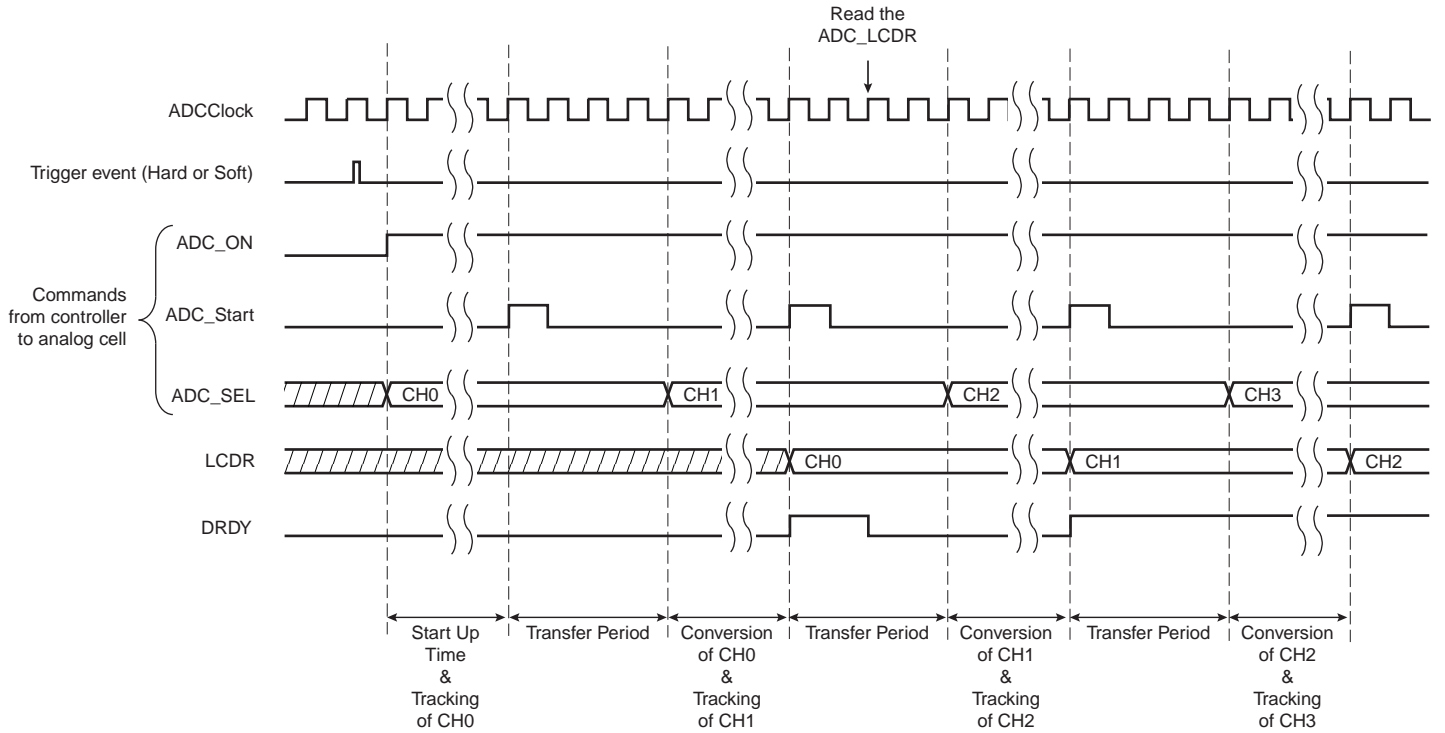 Read the
ADC_LCDR
ADCClock
Trigger event (Hard or Soft)
ADC_ON
Commands
from controller
to analog cell
ADC_Start
ADC_SEL
CH0
CH1
CH2
CH3
LCDR
CH0
CH1
CH2
DRDY
Start Up
Time
&
Tracking
of CH0
Transfer Period
Conversion
of CH0
&
Tracking
of CH1
Transfer Period
Conversion
of CH1
&
Tracking
of CH2
Transfer Period
Conversion
of CH2
&
Tracking
of CH3